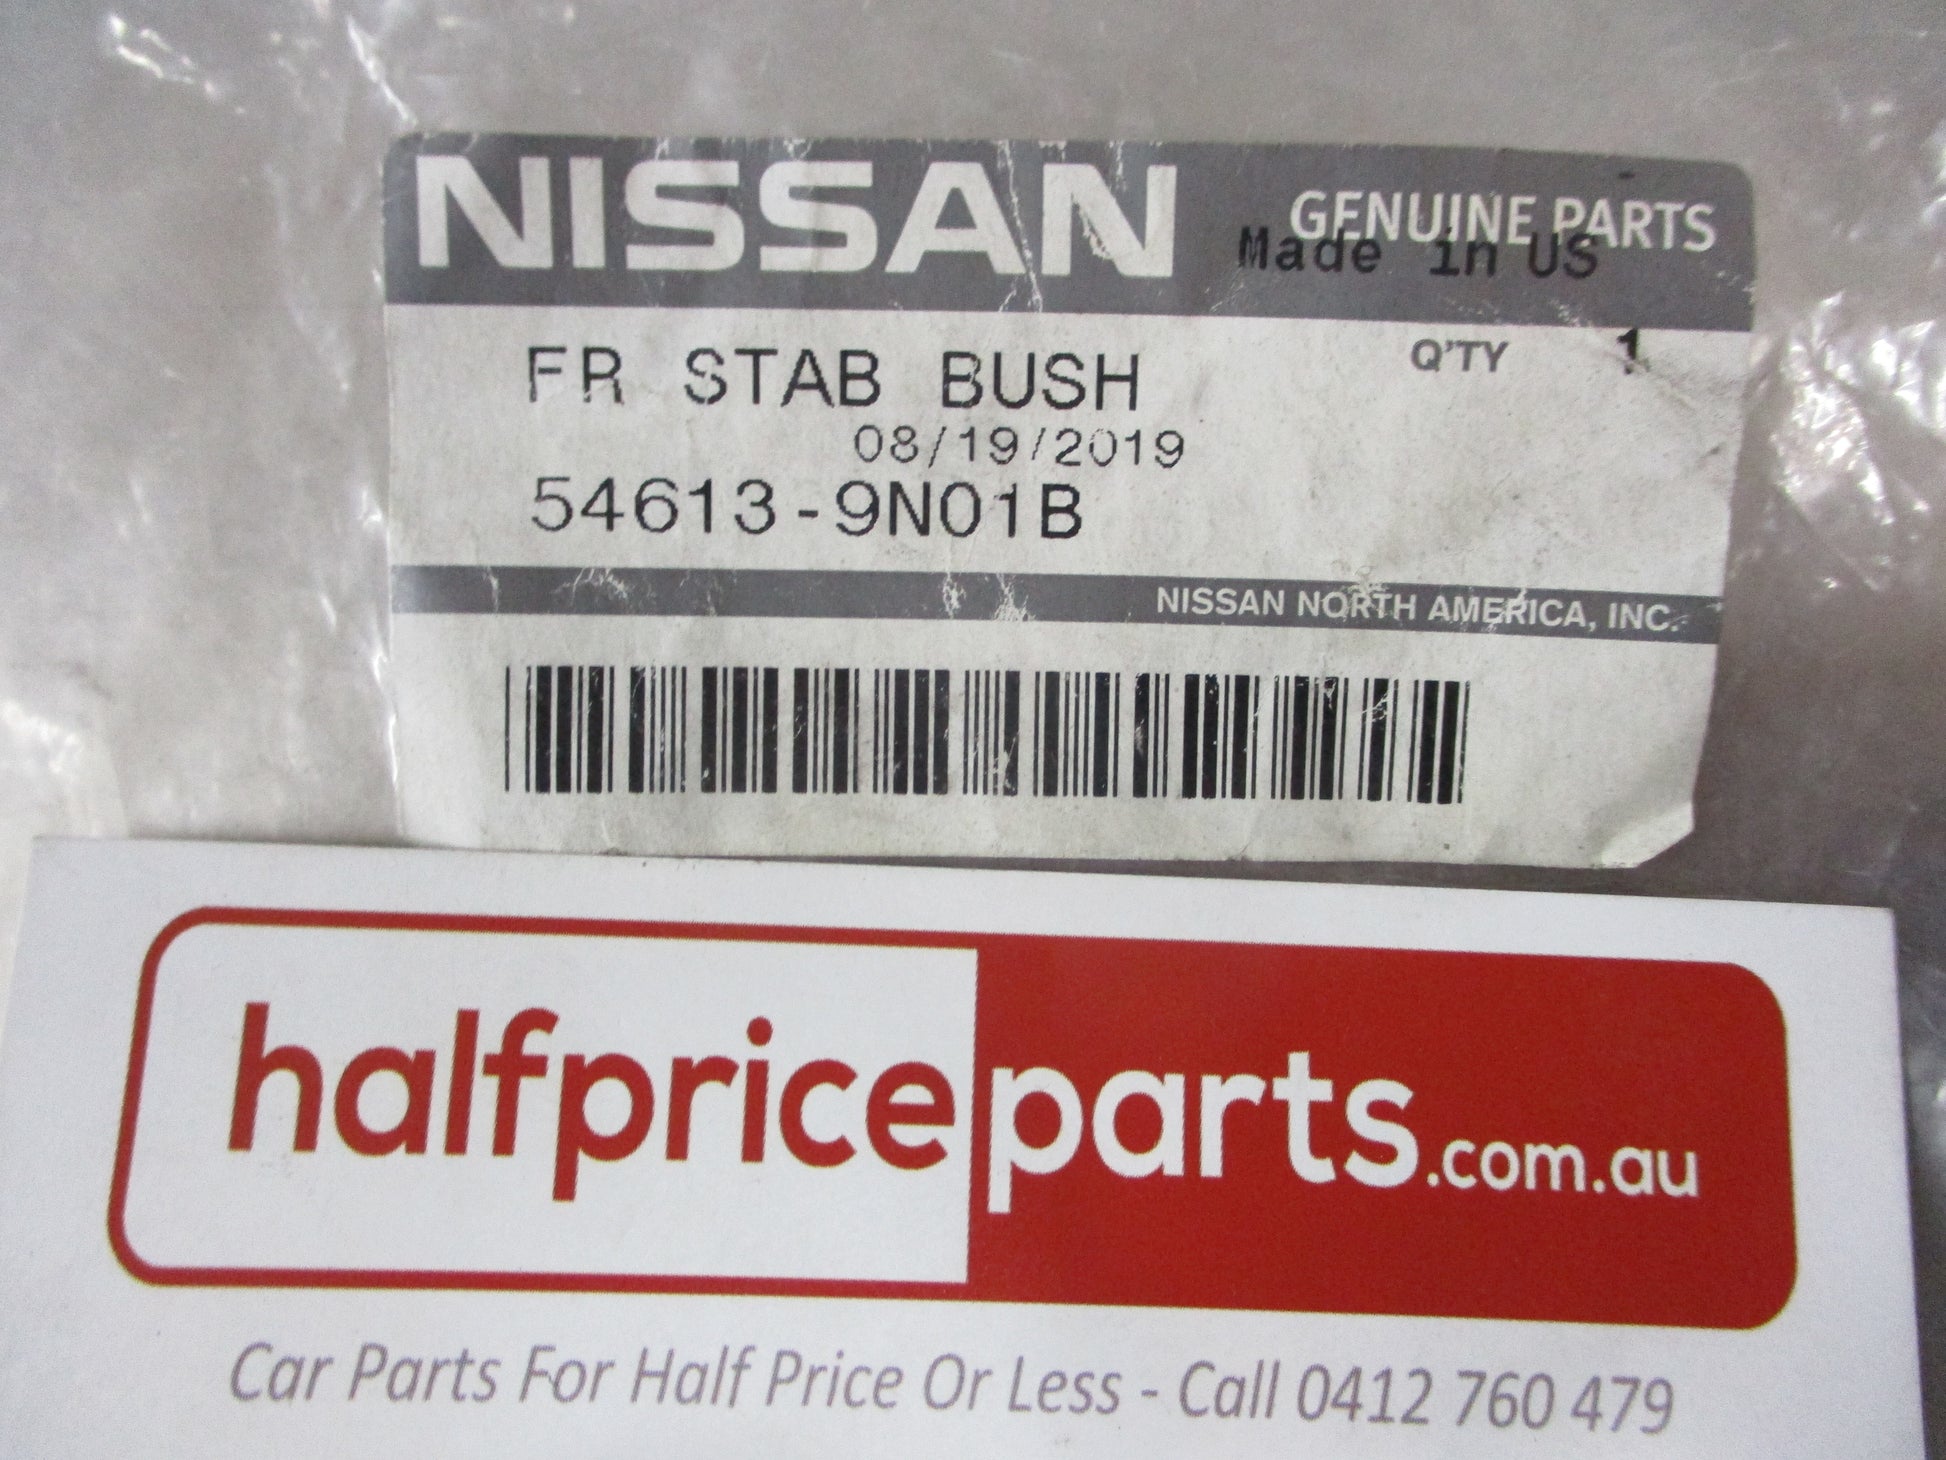 NISSAN GENUINE PARTS
Made in US
FR STAB BUSH Q'TY 1
08/19/2019
54613-9N01B
NISSAN NORTH AMERICA, INC.
halfpriceparts.com.au
Car Parts For Half Price Or Less - Call 0412 760 479